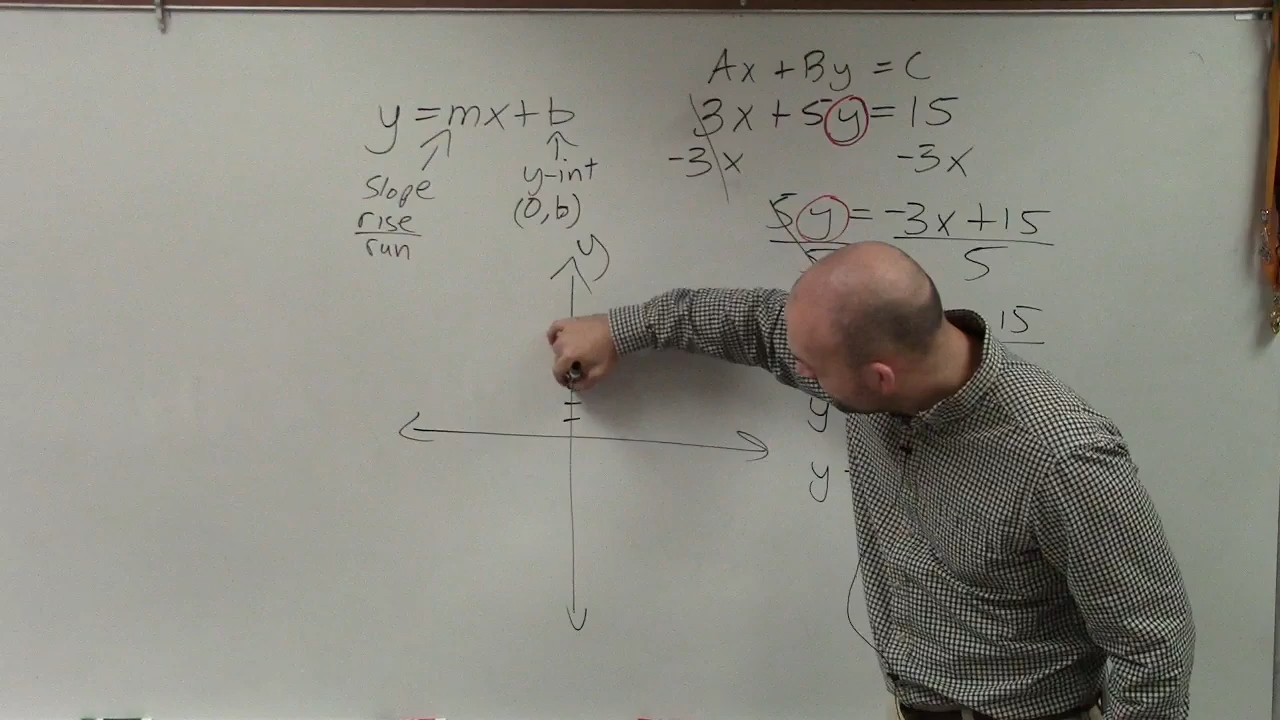 y = mx + b
slope
rise
run
y-int
(0,b)
y
Ax + By = C
3x + 5y = 15
-3x -3x
5y = -3x + 15
5
15
y
y